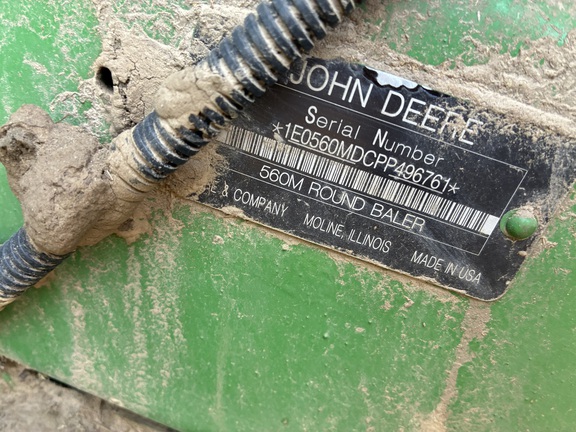 JOHN DEERE
Serial Number
*1E0560MDCPP496761*
560M ROUND BALER
& COMPANY MOLINE, ILLINOIS MADE IN USA